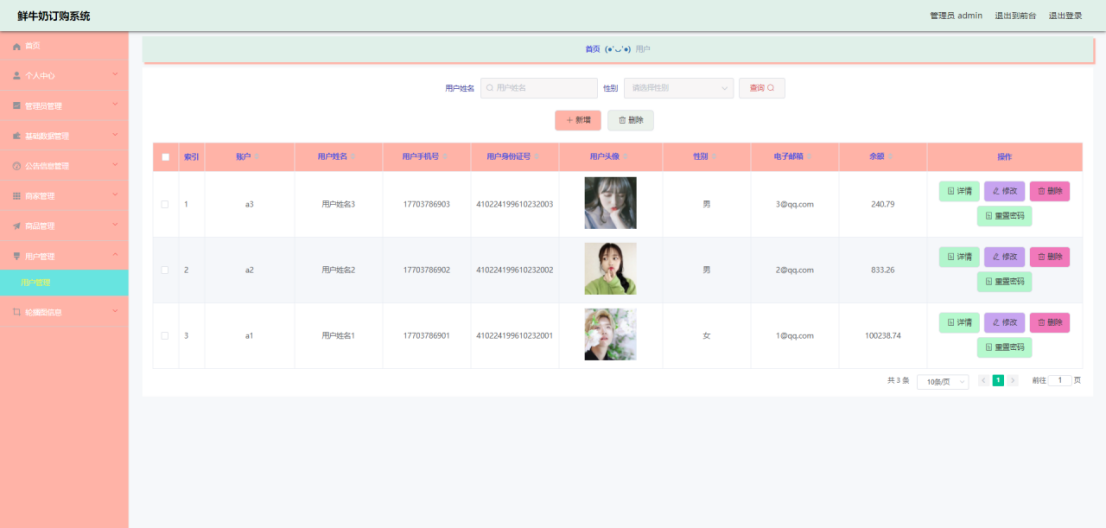 鲜牛奶订购系统
管理员 admin 退出到前台 退出登录
首页
个人中心
管理员管理
基础数据管理
公告信息管理
商家管理
商品管理
用户管理
用户管理
轮播图信息
首页 (●'◡'●) 用户
用户姓名 用户姓名 性别 请选择性别 查询
+ 新增 删除
索引 账户 用户姓名 用户手机号 用户身份证号 用户头像 性别 电子邮箱 余额 操作
1 a3 用户姓名3 17703786903 410224199610232003 男 3@qq.com 240.79 详情 修改 删除 重置密码
2 a2 用户姓名2 17703786902 410224199610232002 男 2@qq.com 833.26 详情 修改 删除 重置密码
3 a1 用户姓名1 17703786901 410224199610232001 女 1@qq.com 100238.74 详情 修改 删除 重置密码
共 3 条 10条/页 1 前往 1 页